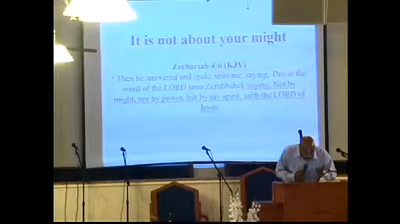 It is not about your might
Zechariah 4:6 (KJV)
• Then he answered and spake unto me, saying, This is the
word of the LORD unto Zerubbabel, saying, Not by
might, nor by power, but by my spirit, saith the LORD of
hosts.